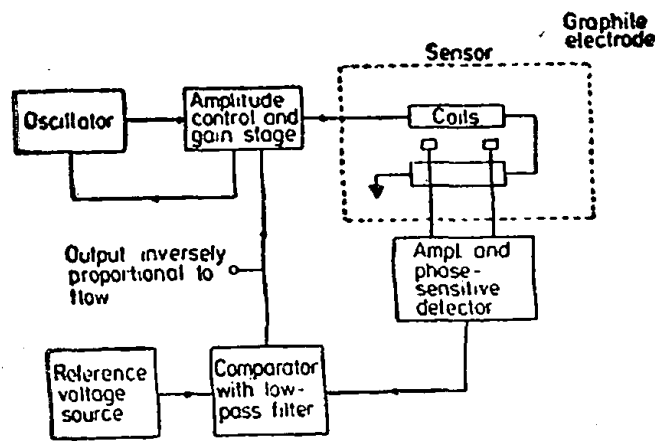 Graphile
electrode
Sensor
Oscillator
Amplitude
control and
gain stage
Coils
Output inversely
proportional to
flow
Ampl. and
phase-
sensitive
detector
Reference
voltage
source
Comparator
with low-
pass filter